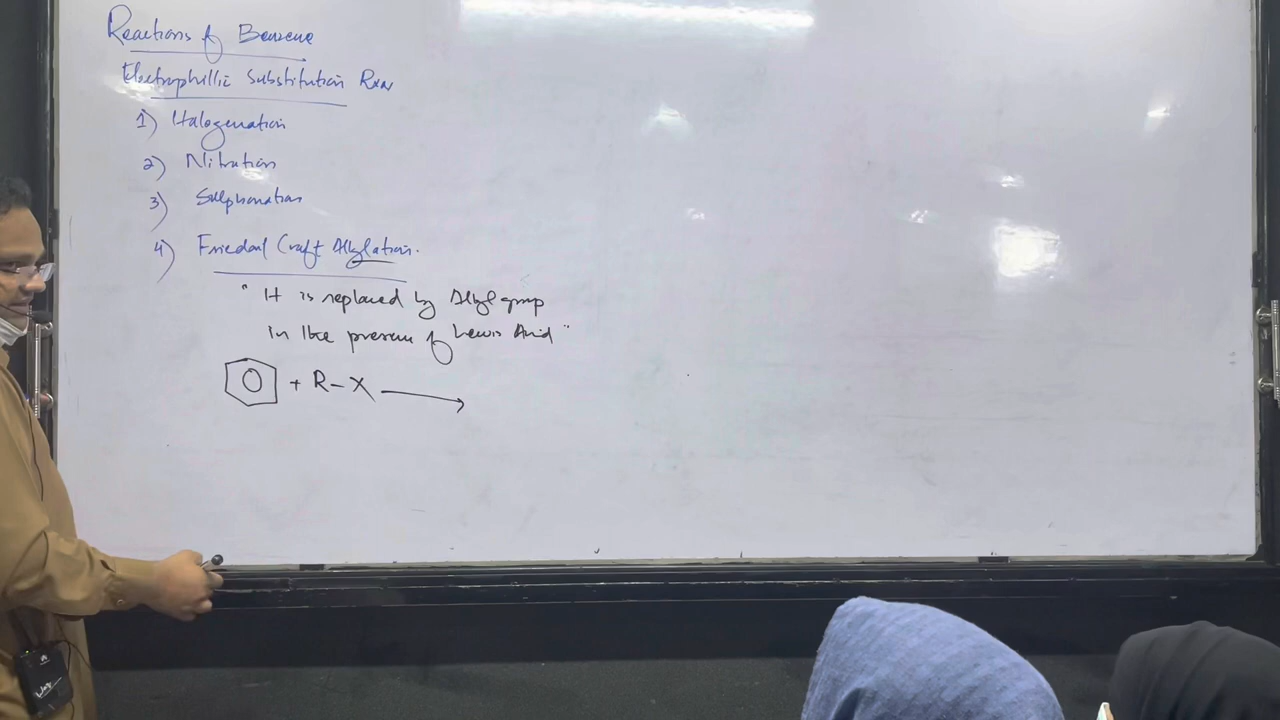 Reactions of Benzene
Electrophillic Substitution Rxn
1) Halogenation
2) Nitration
3) Sulphonation
4) Friedal Craft Alkylation.
" It is replaced by Alkyl group
in the presence of Lewis Acid "
+ R – X